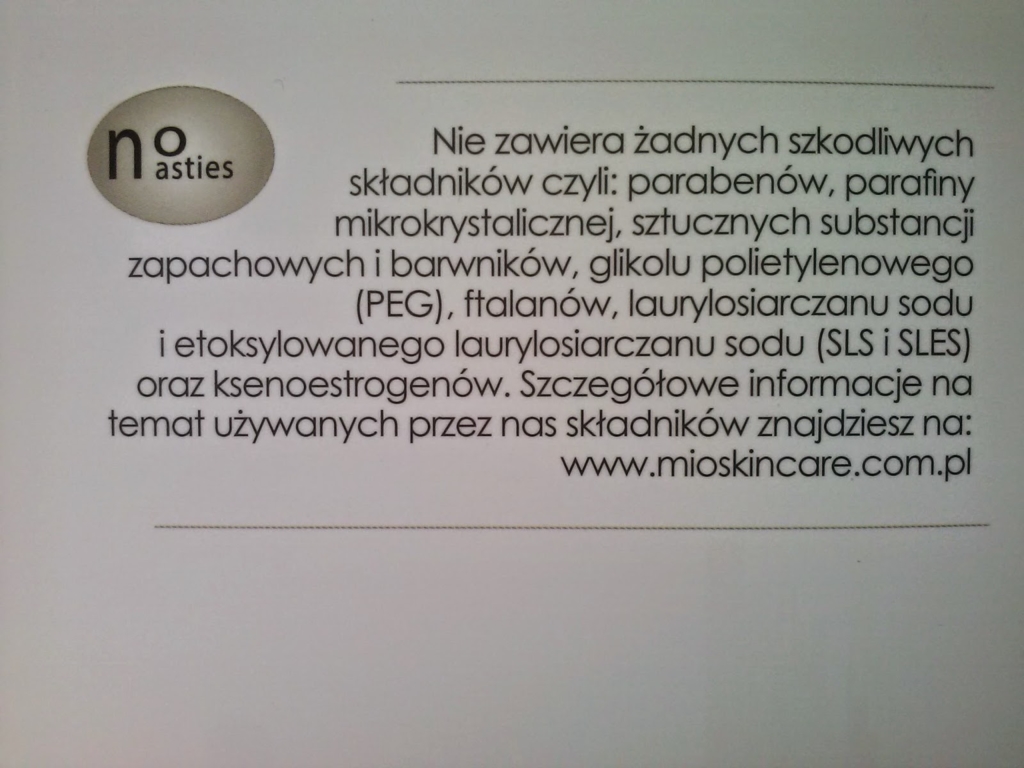 no
asties
Nie zawiera żadnych szkodliwych
składników czyli: parabenów, parafiny
mikrokrystalicznej, sztucznych substancji
zapachowych i barwników, glikolu polietylenowego
(PEG), ftalanów, laurylosiarczanu sodu
i etoksylowanego laurylosiarczanu sodu (SLS i SLES)
oraz ksenoestrogenów. Szczegółowe informacje na
temat używanych przez nas składników znajdziesz na:
www.mioskincare.com.pl